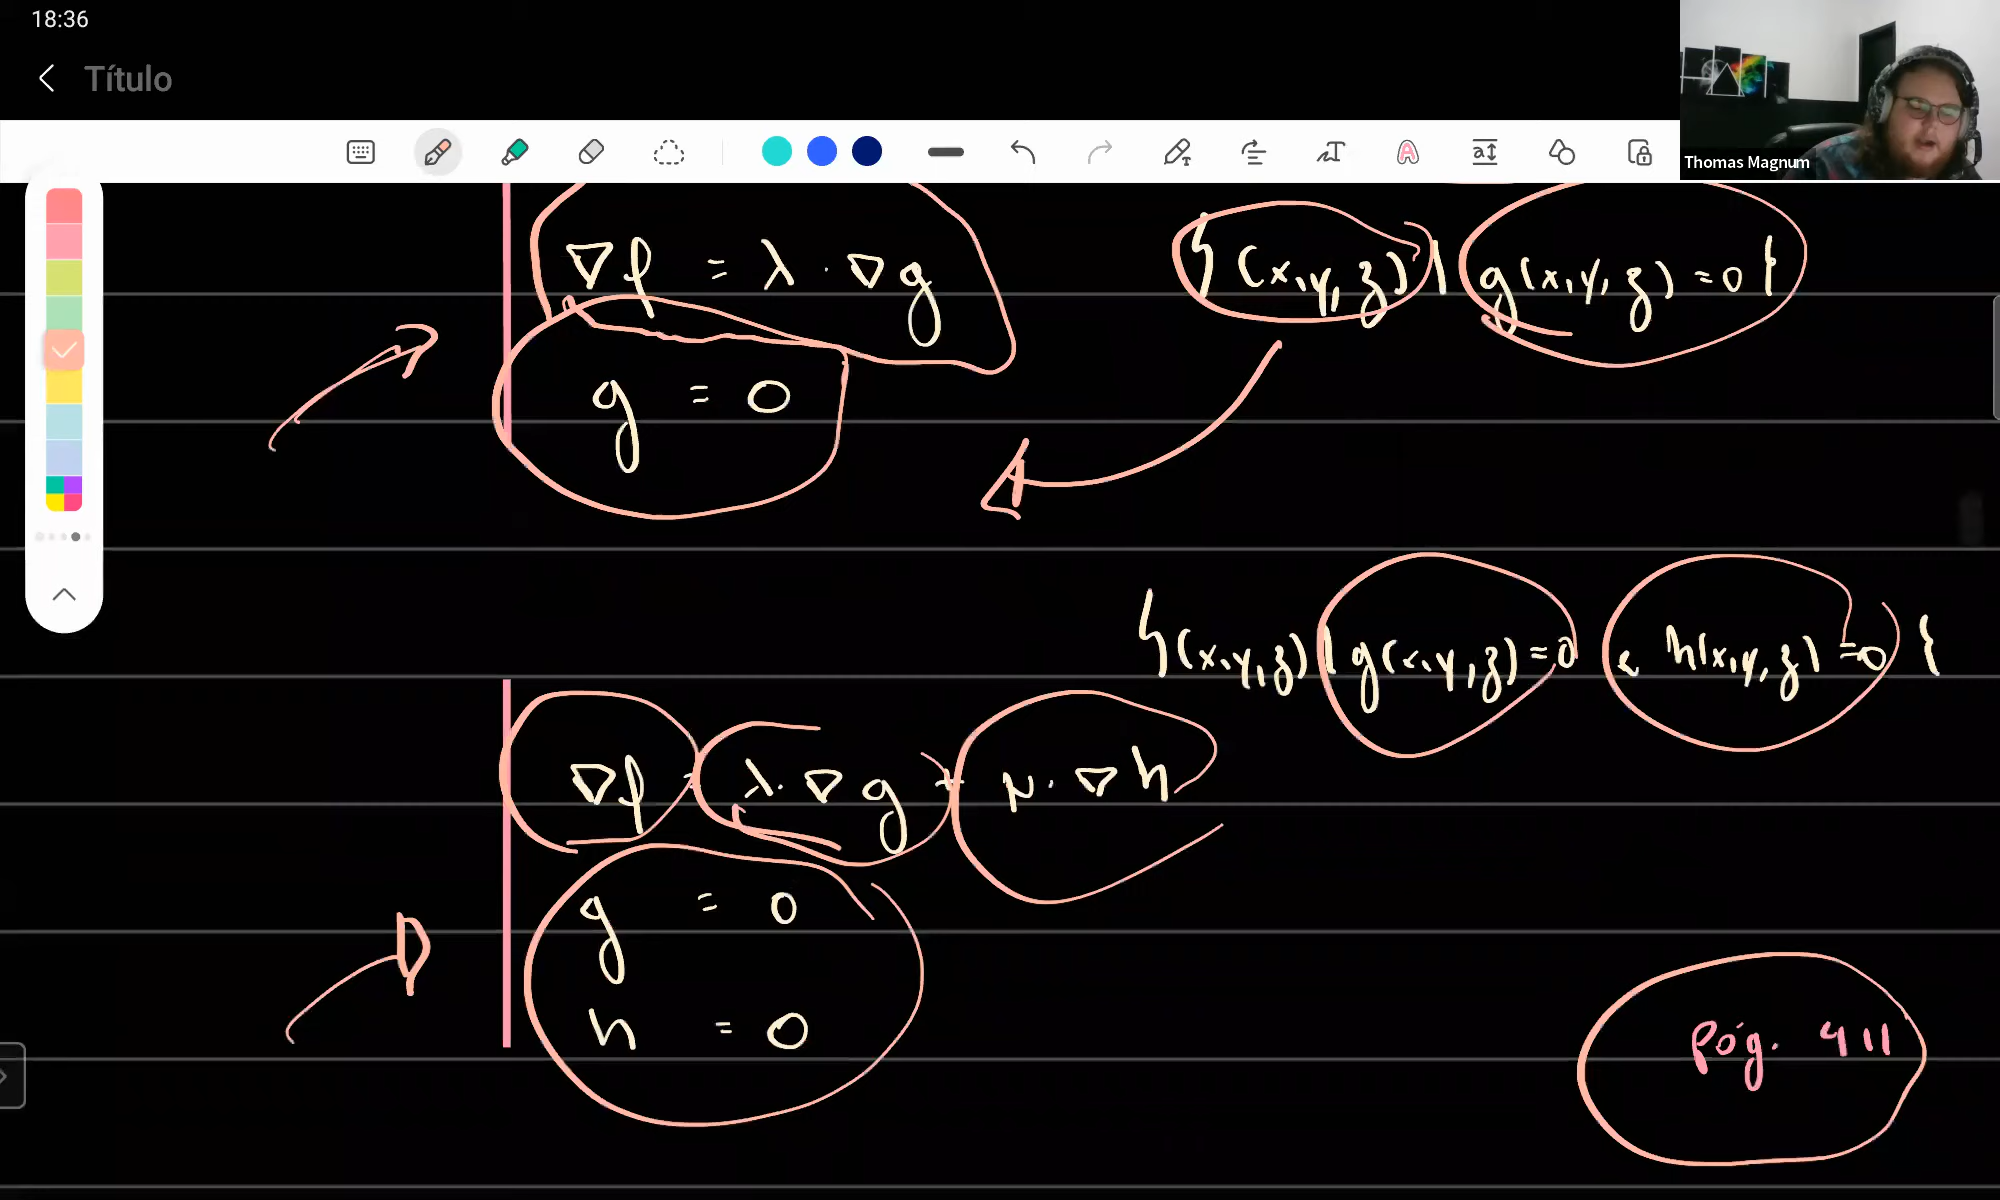 18:36
Título
Thomas Magnum
∇f = λ · ∇g
{(x,y,z) | g(x,y,z) = 0}
g = 0
{(x,y,z) | g(x,y,z) = 0 e h(x,y,z) = 0}
∇f = λ · ∇g + μ · ∇h
g = 0
h = 0
Pág. 411